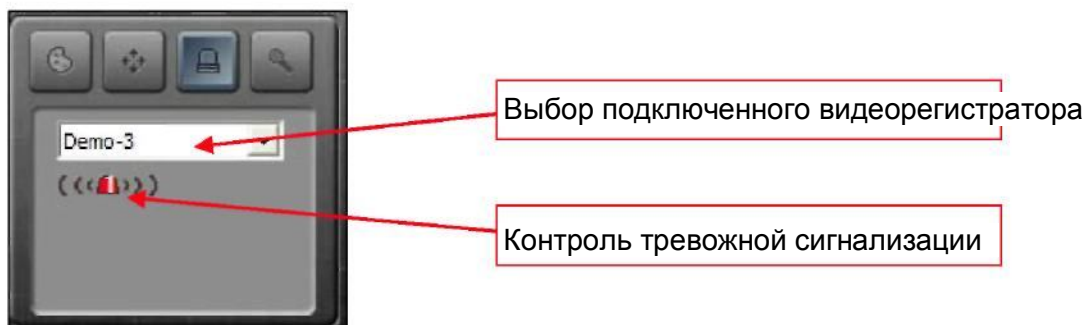 Выбор подключенного видеорегистратора
Demo-3
Контроль тревожной сигнализации